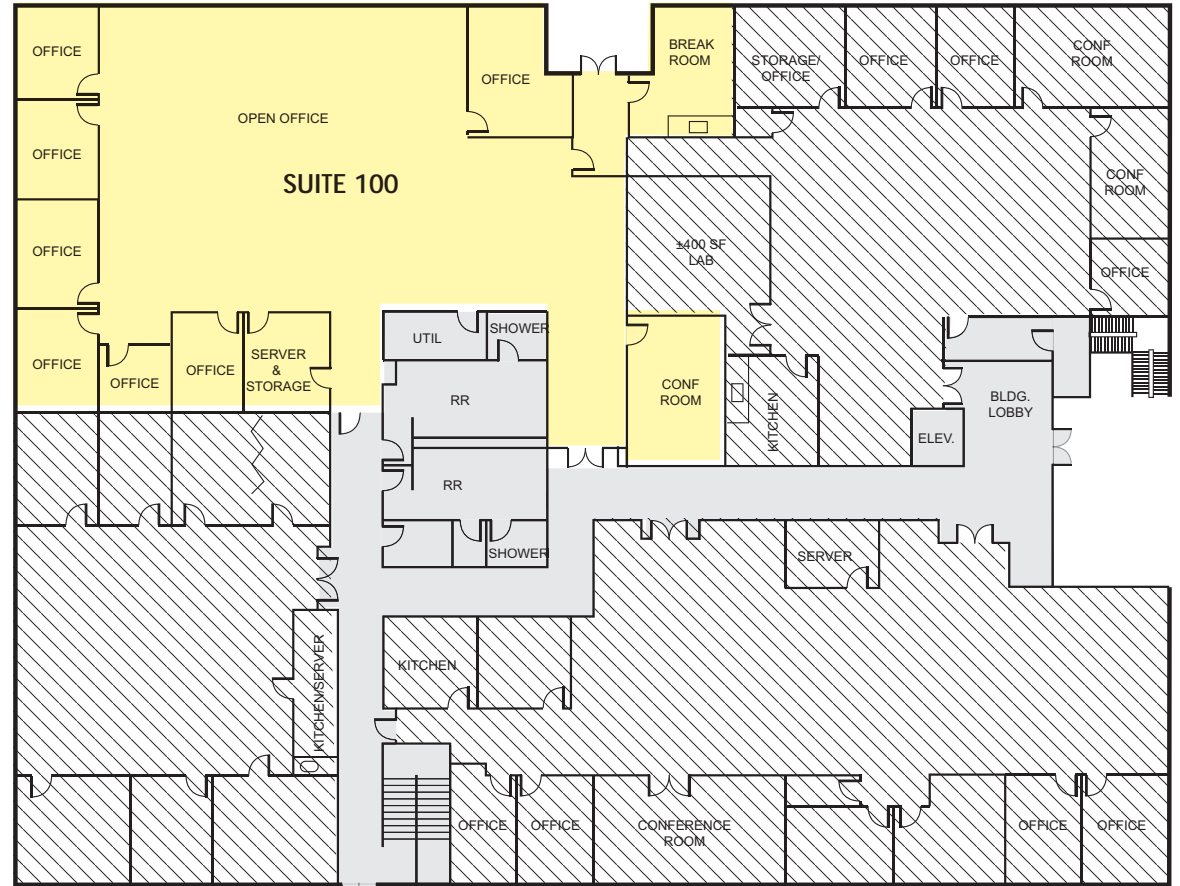 OFFICE
OFFICE
BREAK
ROOM
STORAGE/
OFFICE
OFFICE
OFFICE
CONF
ROOM
OPEN OFFICE
OFFICE
SUITE 100
CONF
ROOM
OFFICE
±400 SF
LAB
OFFICE
UTIL
SHOWER
OFFICE
OFFICE
OFFICE
SERVER
&
STORAGE
RR
CONF
ROOM
KITCHEN
BLDG.
LOBBY
ELEV.
RR
SHOWER
SERVER
KITCHEN/SERVER
KITCHEN
OFFICE
OFFICE
CONFERENCE
ROOM
OFFICE
OFFICE